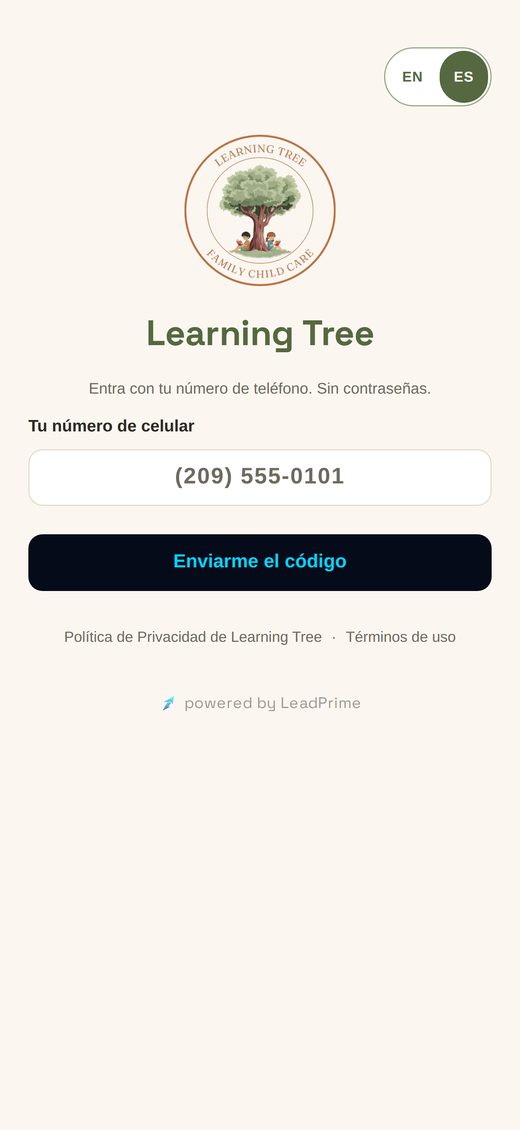 EN ES
LEARNING TREE
FAMILY CHILD CARE
Learning Tree
Entra con tu número de teléfono. Sin contraseñas.
Tu número de celular
(209) 555-0101
Enviarme el código
Política de Privacidad de Learning Tree · Términos de uso
powered by LeadPrime